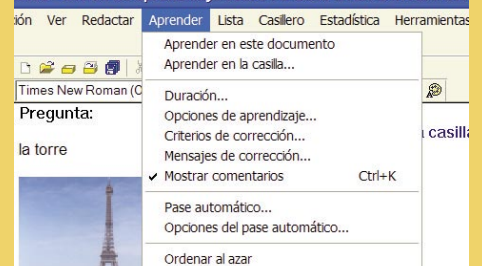 Ver Redactar Aprender Lista Casillero Estadística Herramientas
Aprender en este documento
Aprender en la casilla...
Times New Roman (O
Duración...
Pregunta:
Opciones de aprendizaje...
casilla
Criterios de corrección...
la torre
Mensajes de corrección...
✓ Mostrar comentarios Ctrl+K
Pase automático...
Opciones del pase automático...
Ordenar al azar